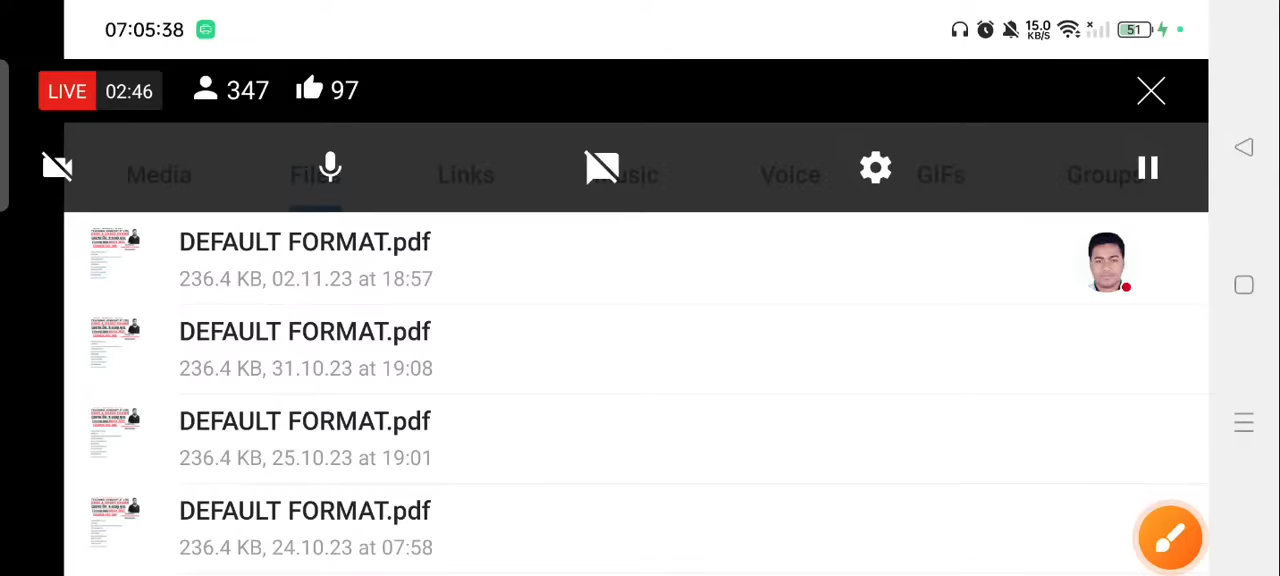 07:05:38
15.0
KB/S
51
LIVE 02:46 347 97
Media Files Links Music Voice GIFs Groups
DEFAULT FORMAT.pdf
236.4 KB, 02.11.23 at 18:57
DEFAULT FORMAT.pdf
236.4 KB, 31.10.23 at 19:08
DEFAULT FORMAT.pdf
236.4 KB, 25.10.23 at 19:01
DEFAULT FORMAT.pdf
236.4 KB, 24.10.23 at 07:58